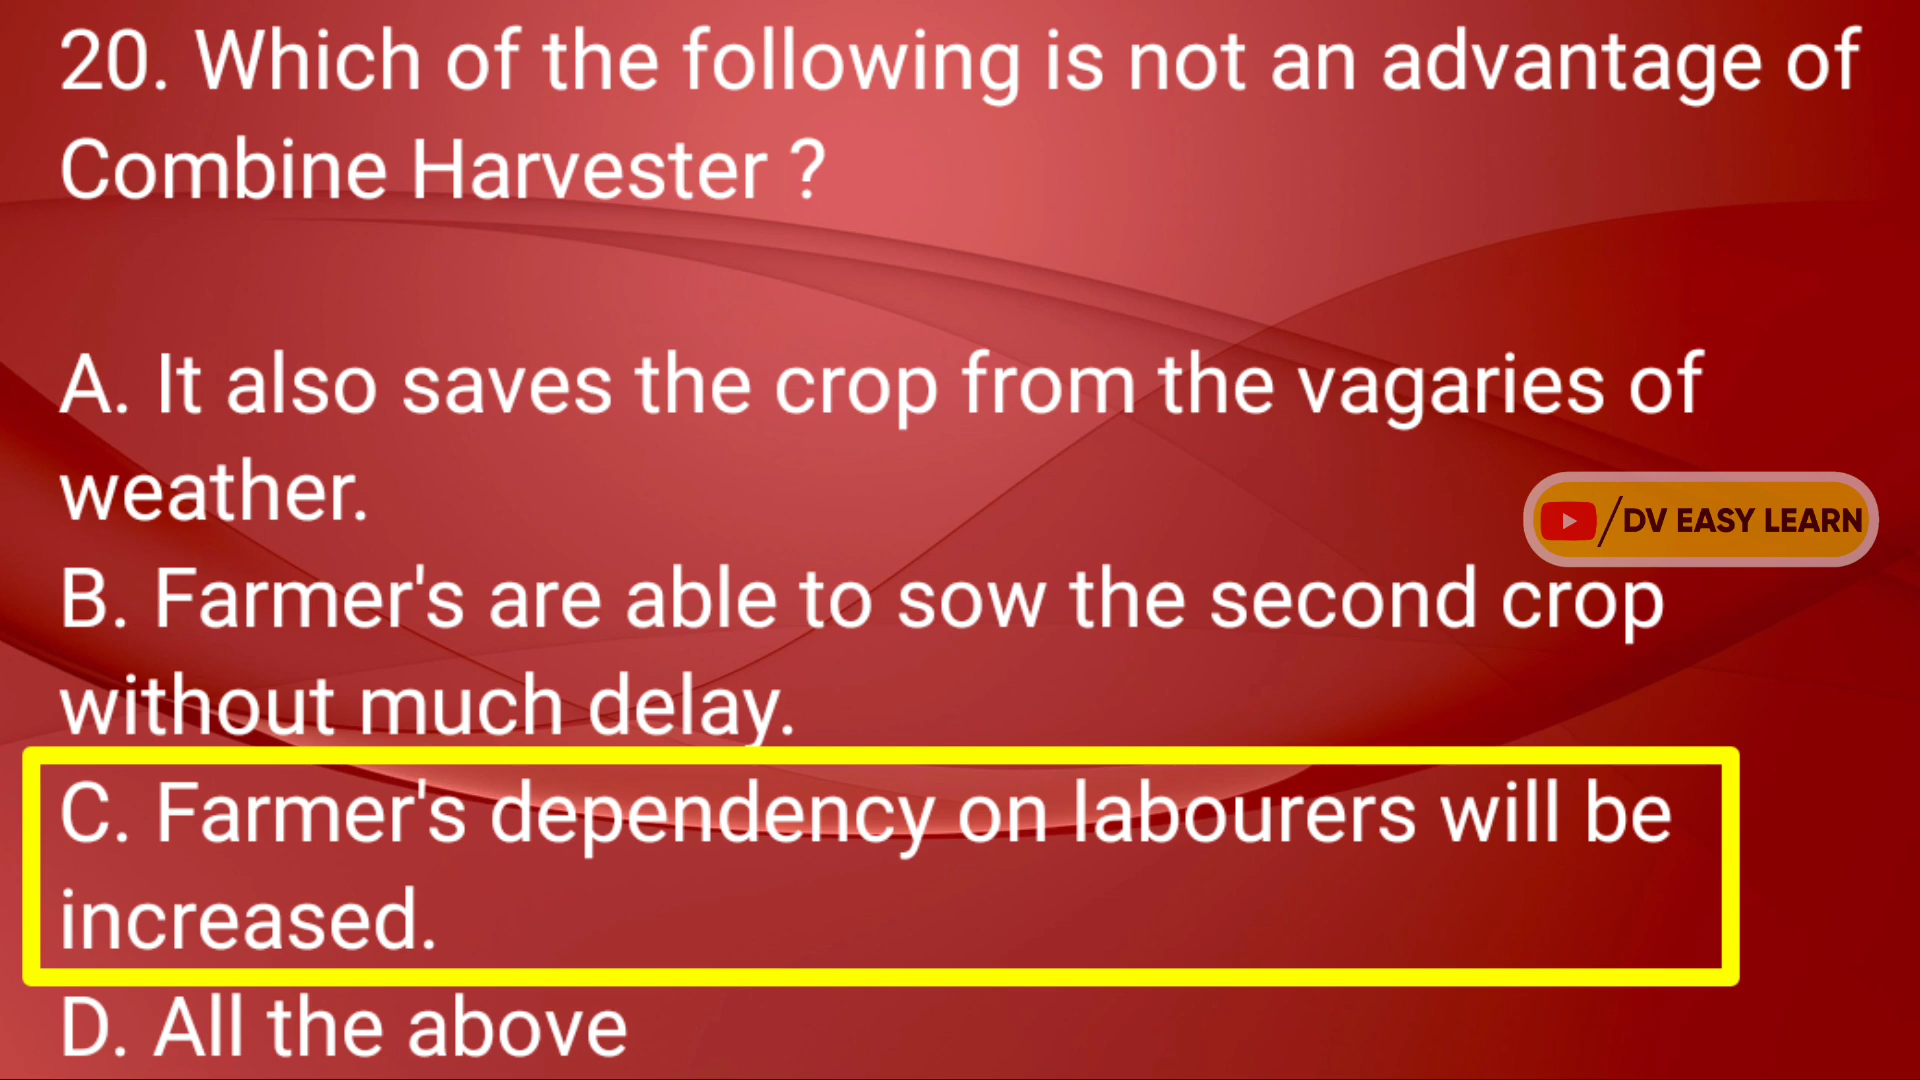 20. Which of the following is not an advantage of
Combine Harvester ?
A. It also saves the crop from the vagaries of
weather.
/DV EASY LEARN
B. Farmer's are able to sow the second crop
without much delay.
C. Farmer's dependency on labourers will be
increased.
D. All the above